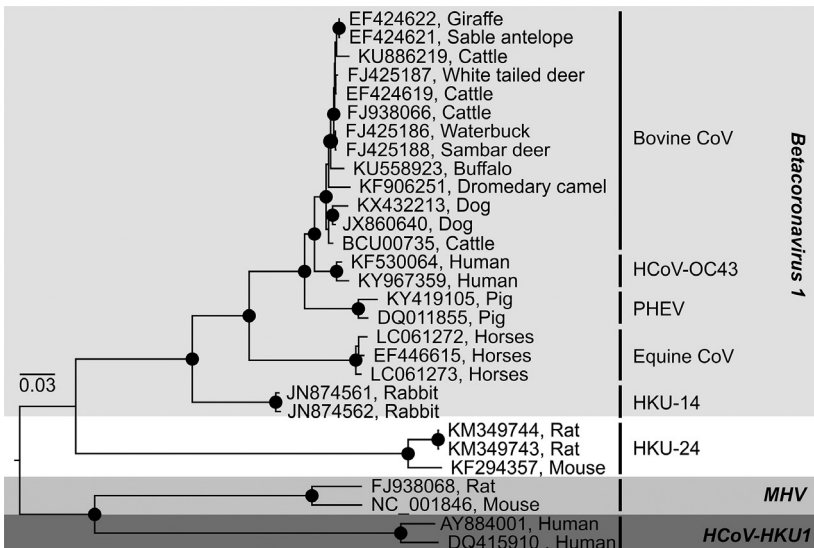 EF424622, Giraffe
EF424621, Sable antelope
KU886219, Cattle
FJ425187, White tailed deer
EF424619, Cattle
FJ938066, Cattle
FJ425186, Waterbuck
FJ425188, Sambar deer
KU558923, Buffalo
KF906251, Dromedary camel
KX432213, Dog
JX860640, Dog
BCU00735, Cattle
Bovine CoV
KF530064, Human
KY967359, Human
HCoV-OC43
KY419105, Pig
DQ011855, Pig
PHEV
LC061272, Horses
EF446615, Horses
LC061273, Horses
Equine CoV
JN874561, Rabbit
JN874562, Rabbit
HKU-14
Betacoronavirus 1
0.03
KM349744, Rat
KM349743, Rat
KF294357, Mouse
HKU-24
FJ938068, Rat
NC_001846, Mouse
MHV
AY884001, Human
DQ415910, Human
HCoV-HKU1